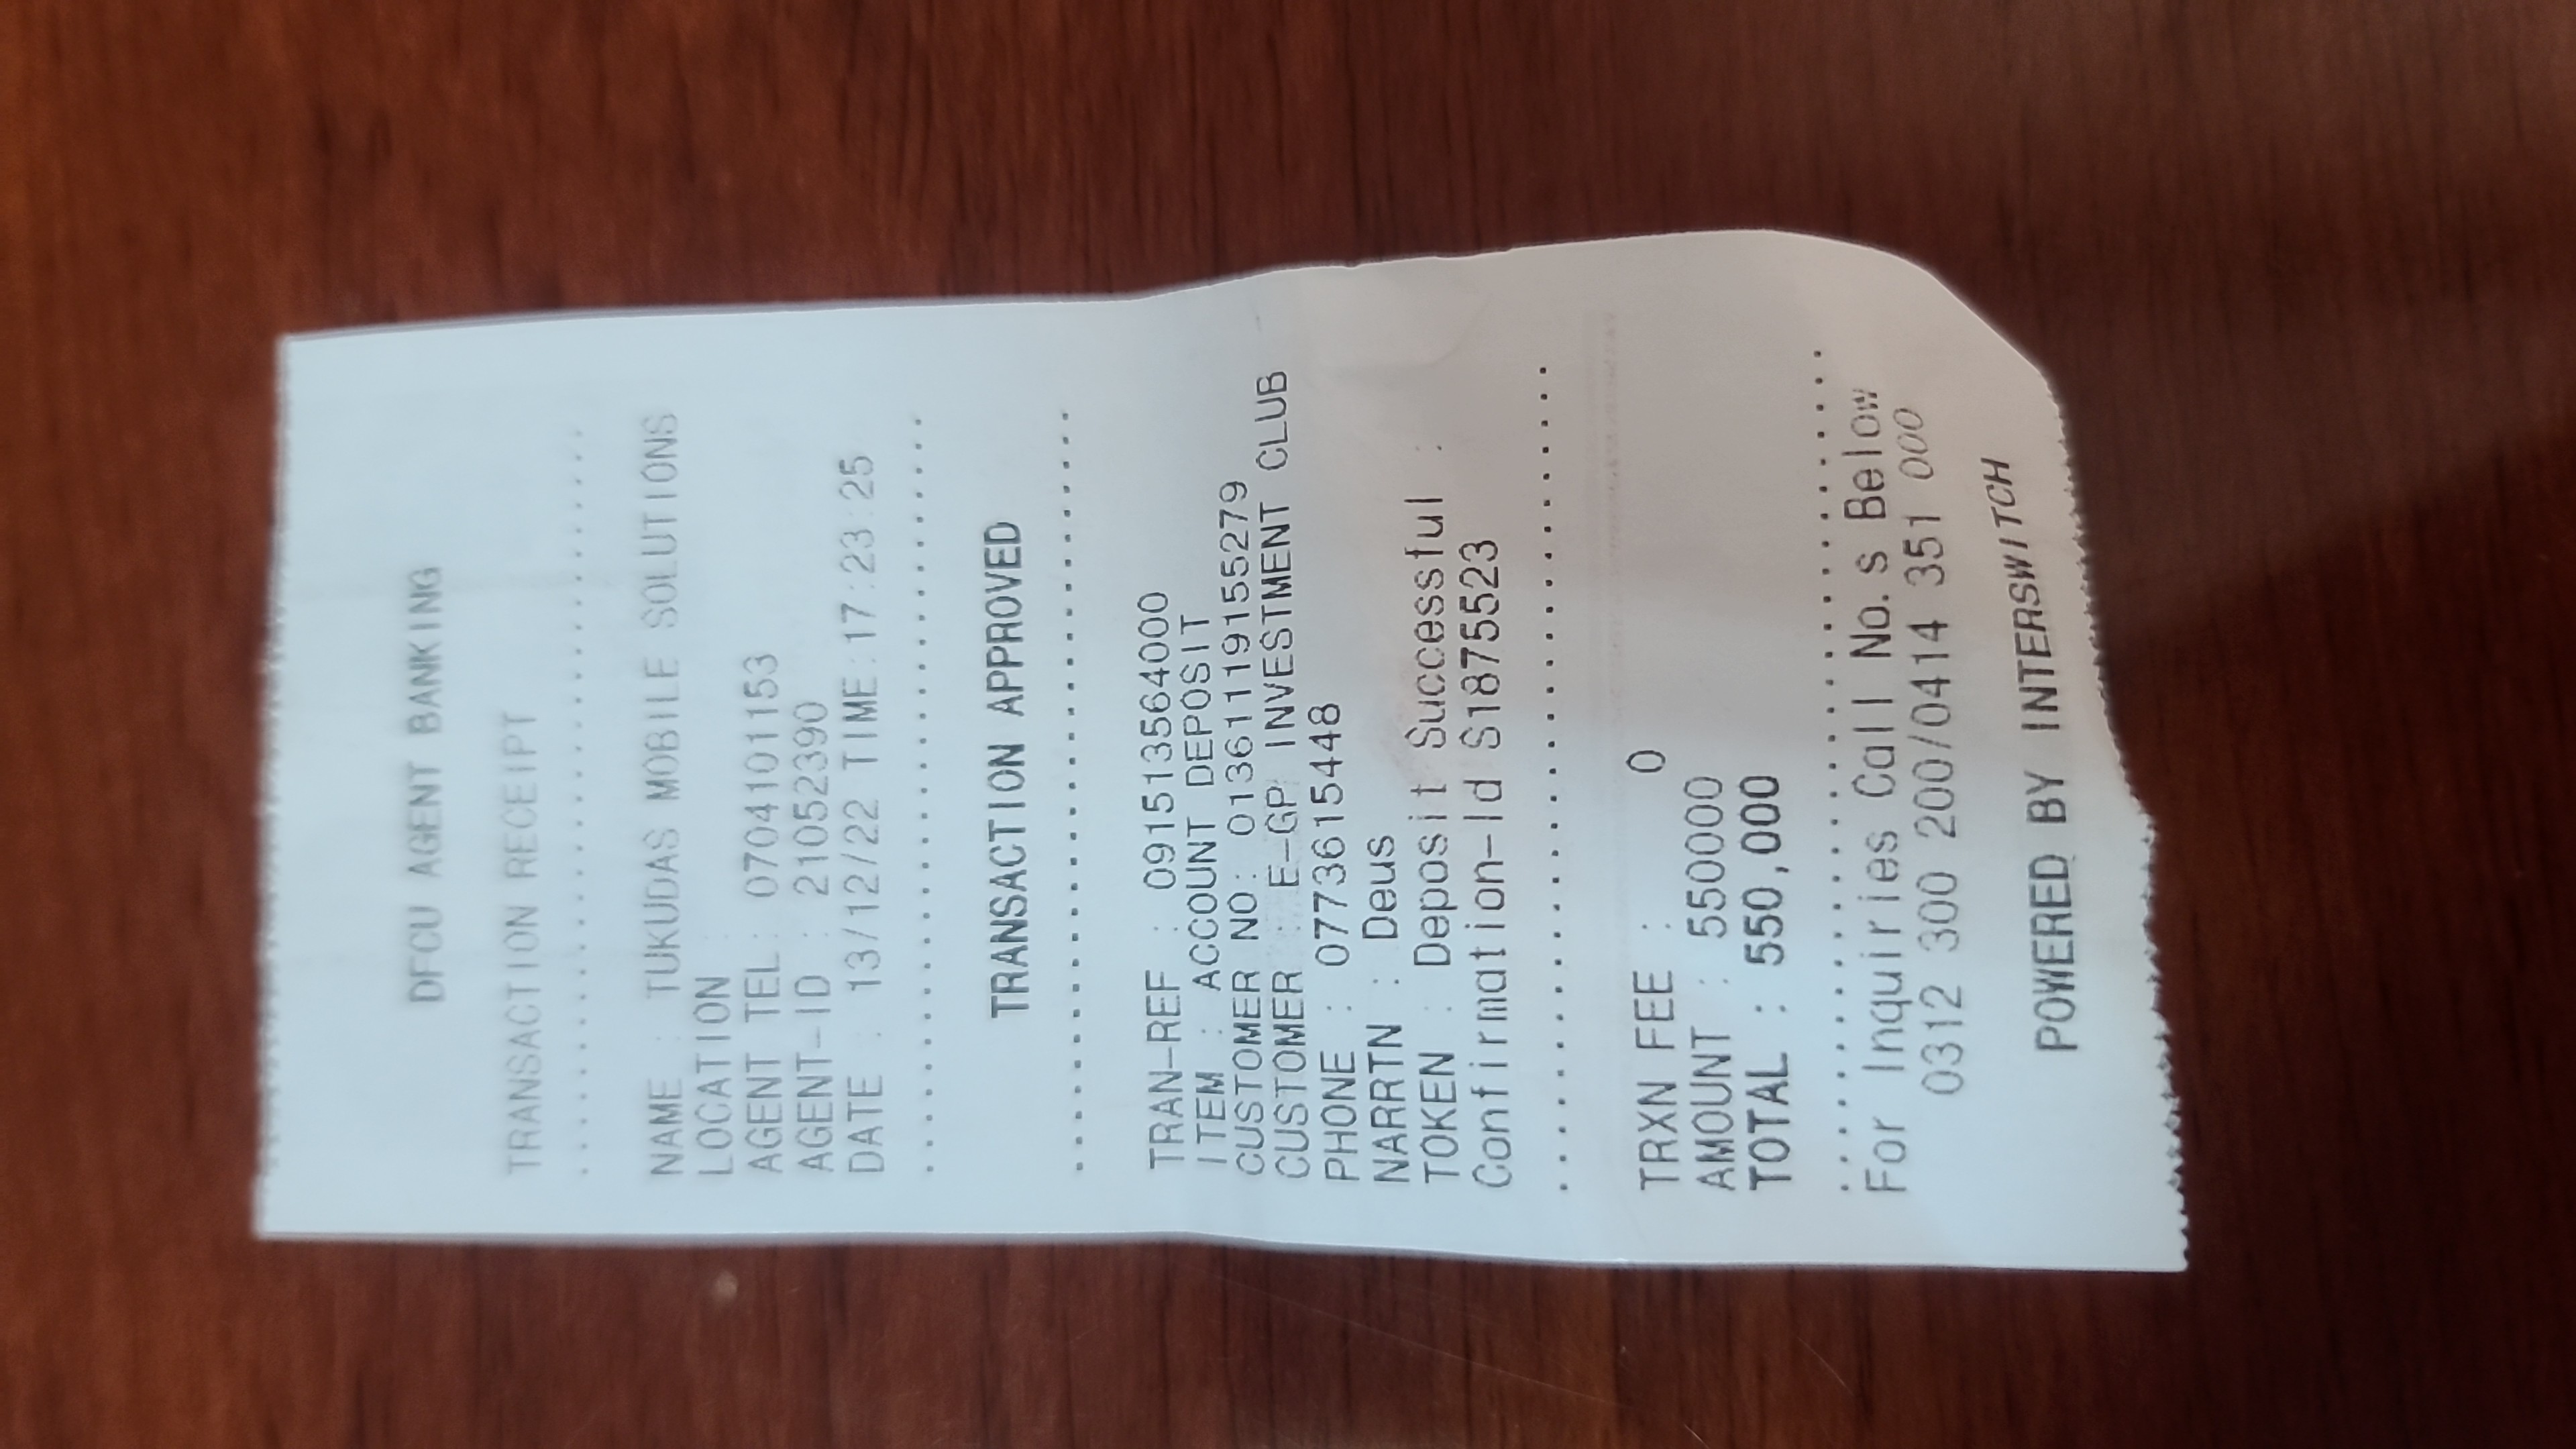 DFCU AGENT BANKING
TRANSACTION RECEIPT
...............................
NAME : TUKUDAS MOBILE SOLUTIONS
LOCATION :
AGENT TEL: 0704101153
AGENT-ID : 21052390
DATE : 13/12/22 TIME:17:23:25
...............................
TRANSACTION APPROVED
...............................
TRAN-REF : 091513564000
ITEM : ACCOUNT DEPOSIT
CUSTOMER NO: 01361119155279
CUSTOMER : E-GP INVESTMENT CLUB
PHONE : 0773615448
NARRTN : Deus
TOKEN : Deposit Successful :
Confirmation-Id S1875523
...............................
TRXN FEE : 0
AMOUNT : 550000
TOTAL : 550,000
...............................
For Inquiries Call No.s Below
0312 300 200/0414 351 000
POWERED BY INTERSWITCH